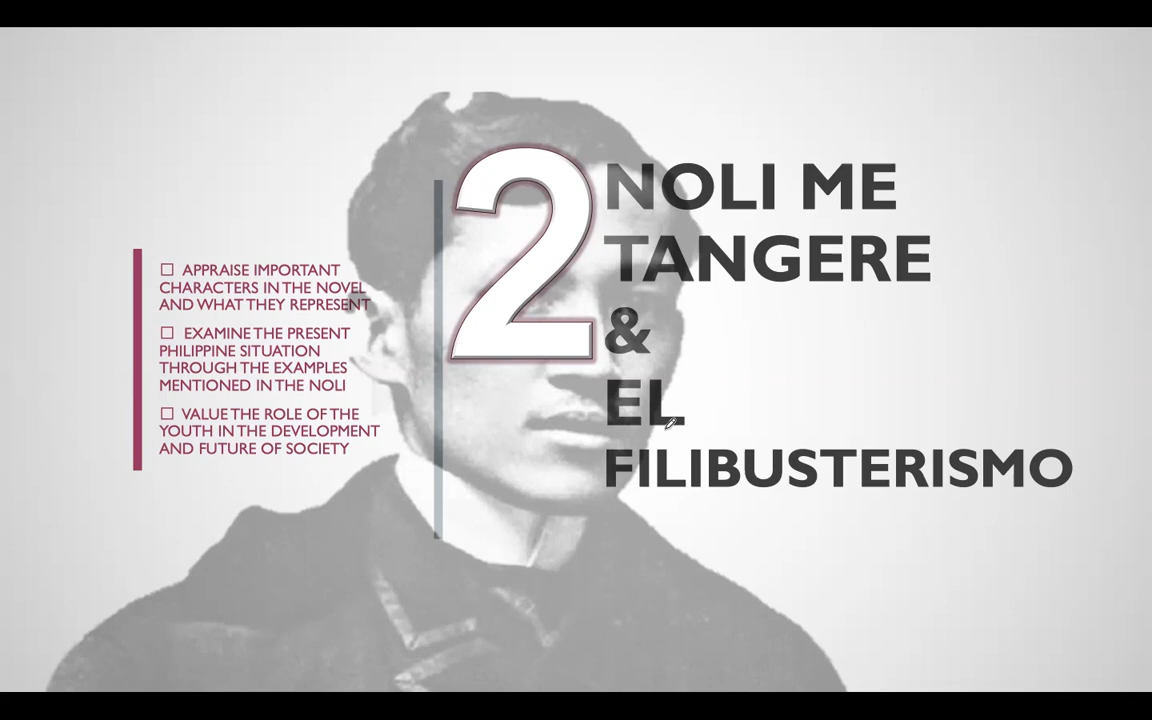 ☐ APPRAISE IMPORTANT
CHARACTERS IN THE NOVEL
AND WHAT THEY REPRESENT
☐ EXAMINE THE PRESENT
PHILIPPINE SITUATION
THROUGH THE EXAMPLES
MENTIONED IN THE NOLI
☐ VALUE THE ROLE OF THE
YOUTH IN THE DEVELOPMENT
AND FUTURE OF SOCIETY
2
NOLI ME
TANGERE
&
EL
FILIBUSTERISMO